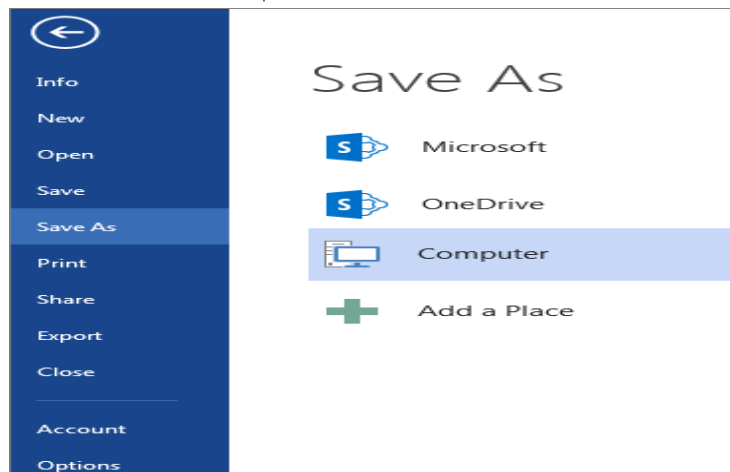 Info
New
Open
Save
Save As
Print
Share
Export
Close
Account
Options
Save As
S Microsoft
S OneDrive
Computer
Add a Place